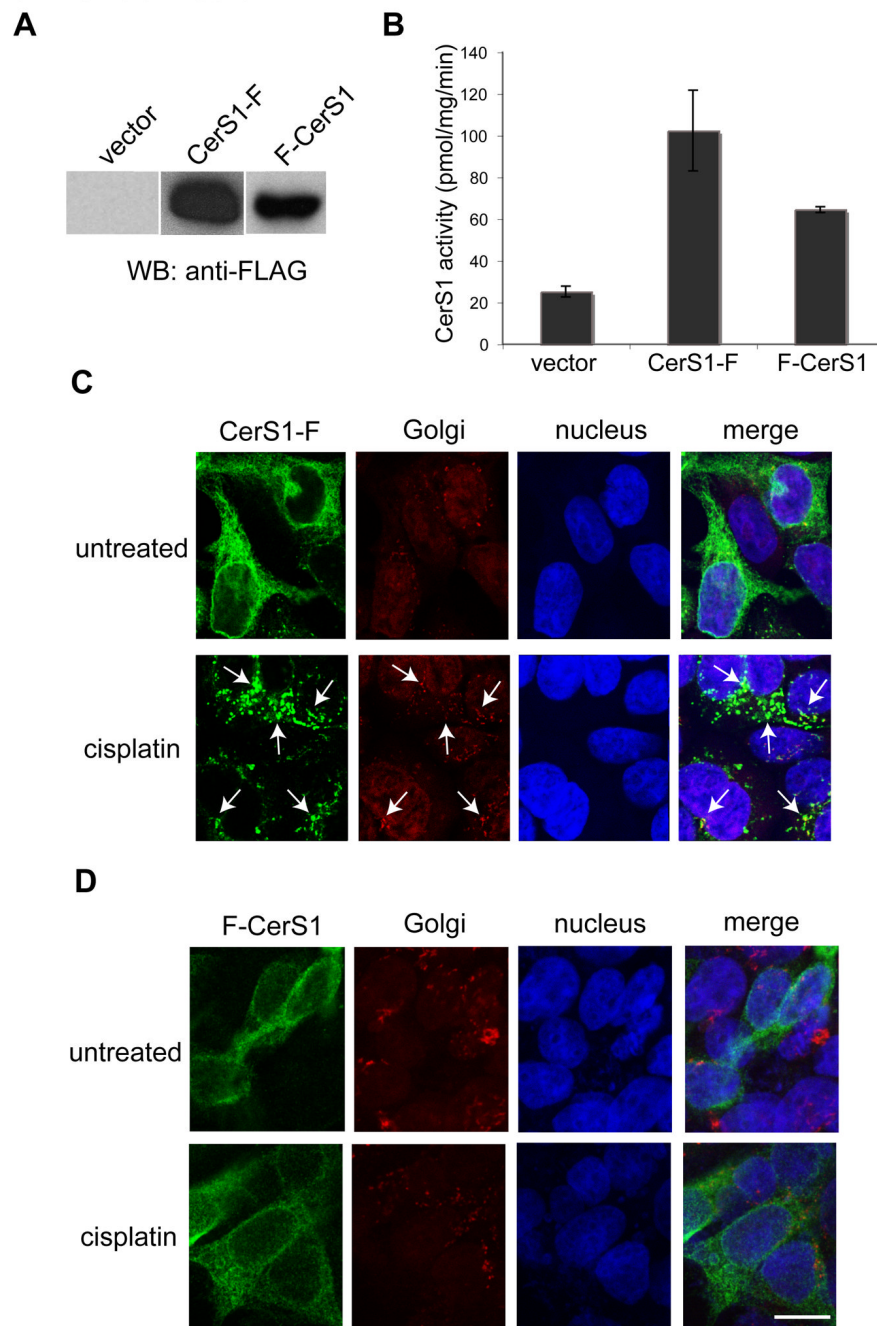 A
vector
CerS1-F
F-CerS1
WB: anti-FLAG
B
CerS1 activity (pmol/mg/min)
140
120
100
80
60
40
20
0
vector CerS1-F F-CerS1
C
CerS1-F Golgi nucleus merge
untreated
cisplatin
D
F-CerS1 Golgi nucleus merge
untreated
cisplatin